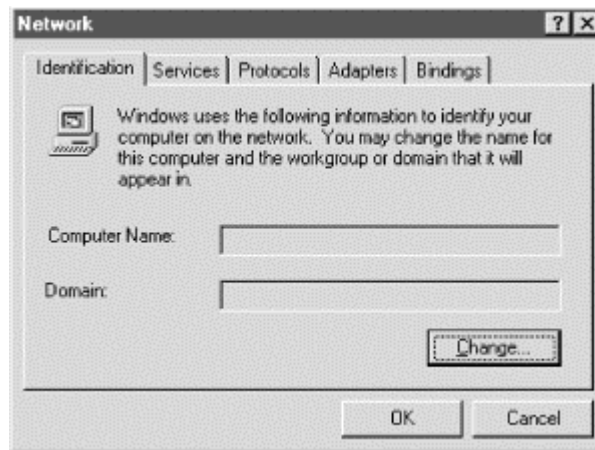 Network ? ×
Identification Services Protocols Adapters Bindings
Windows uses the following information to identify your
computer on the network. You may change the name for
this computer and the workgroup or domain that it will
appear in.
Computer Name:
Domain:
Change...
OK Cancel